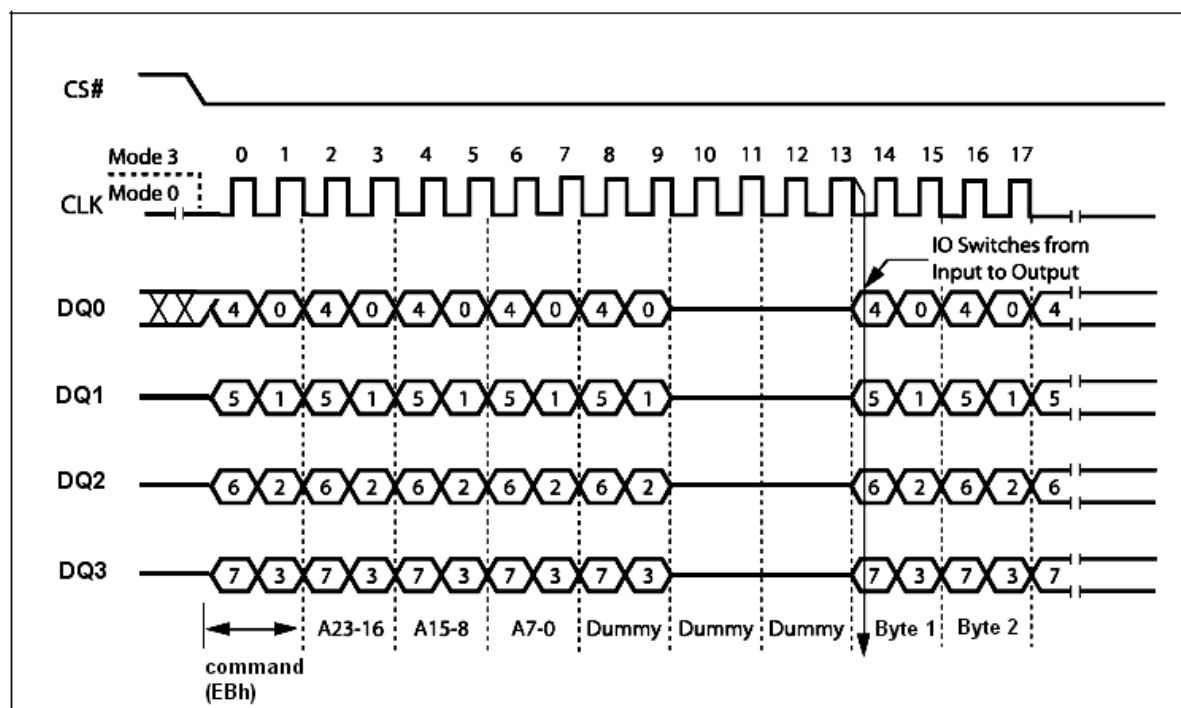 CS#
Mode 3
0 1 2 3 4 5 6 7 8 9 10 11 12 13 14 15 16 17
Mode 0
CLK
IO Switches from
Input to Output
DQ0 4 0 4 0 4 0 4 0 4 0 4 0 4 0 4
DQ1 5 1 5 1 5 1 5 1 5 1 5 1 5 1 5
DQ2 6 2 6 2 6 2 6 2 6 2 6 2 6 2 6
DQ3 7 3 7 3 7 3 7 3 7 3 7 3 7 3 7
A23-16 A15-8 A7-0 Dummy Dummy Dummy Byte 1 Byte 2
command
(EBh)